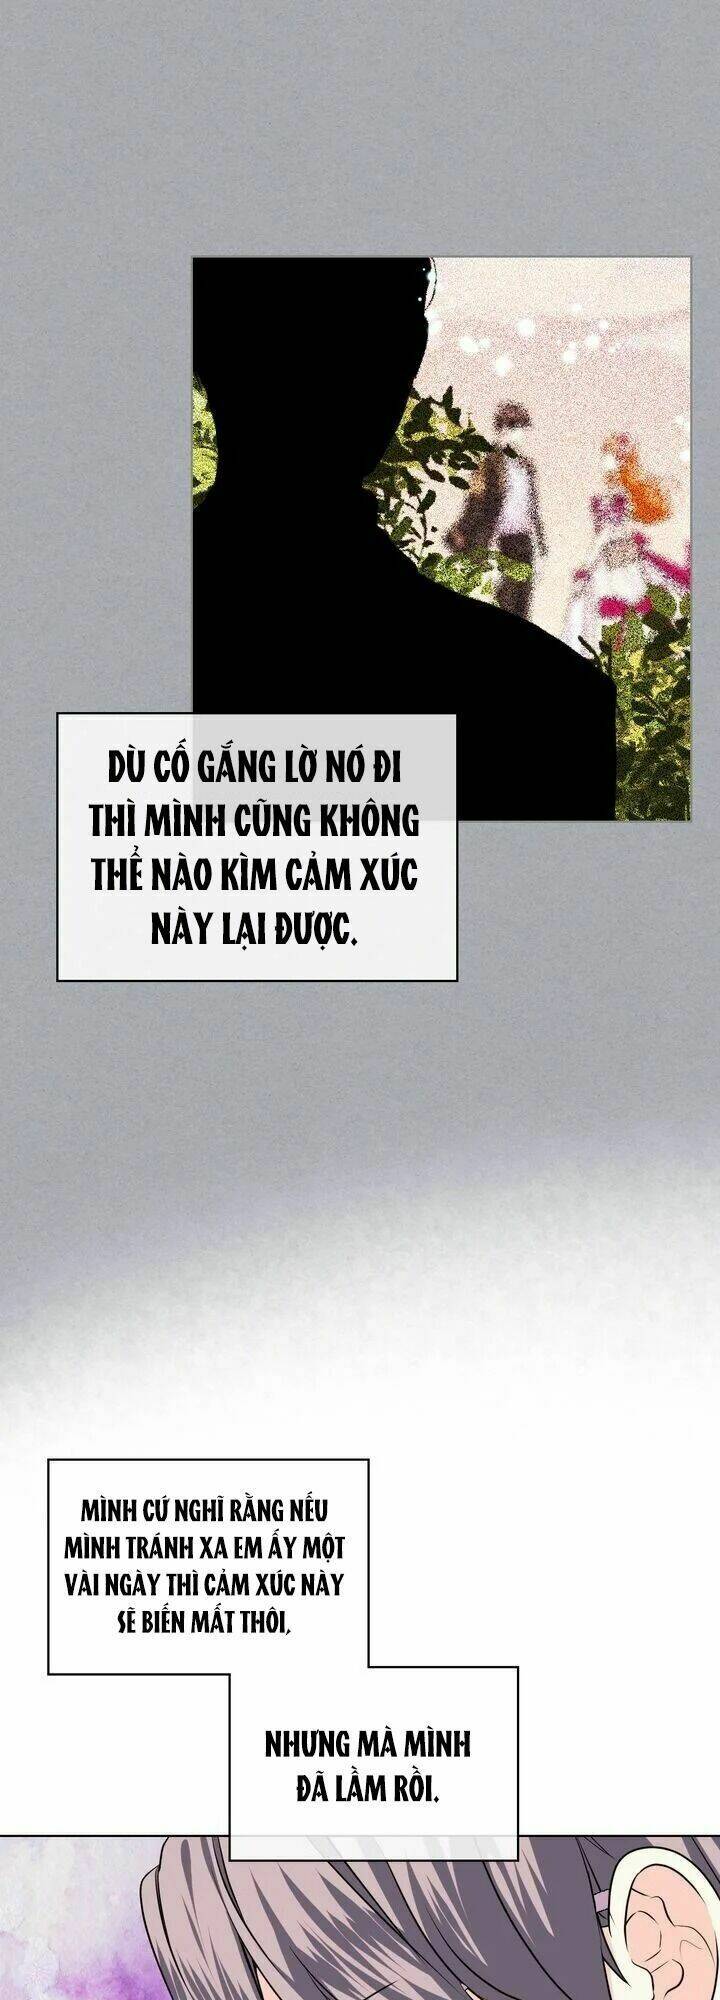 DÙ CỐ GẮNG LỜ NÓ ĐI
THÌ MÌNH CŨNG KHÔNG
THỂ NÀO KÌM CẢM XÚC
NÀY LẠI ĐƯỢC.
MÌNH CỨ NGHĨ RẰNG NẾU
MÌNH TRÁNH XA EM ẤY MỘT
VÀI NGÀY THÌ CẢM XÚC NÀY
SẼ BIẾN MẤT THÔI,
NHƯNG MÀ MÌNH
ĐÃ LẦM RỒI.